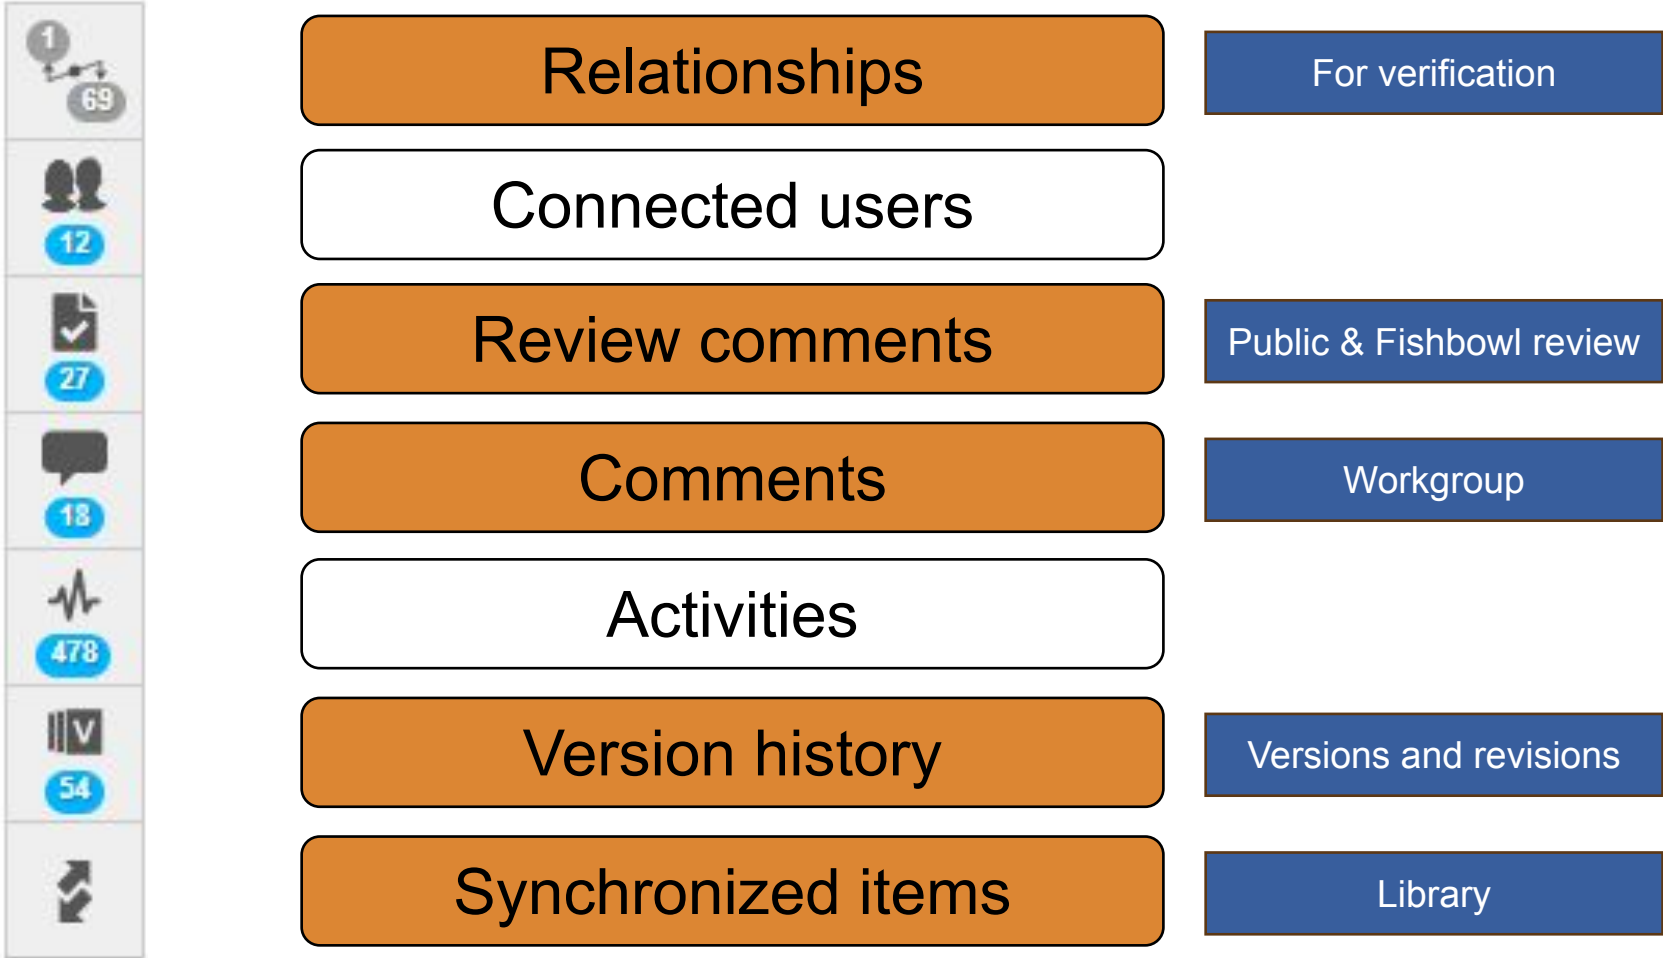 1
69
Relationships
For verification
12
Connected users
27
Review comments
Public & Fishbowl review
18
Comments
Workgroup
478
Activities
V
54
Version history
Versions and revisions
Synchronized items
Library